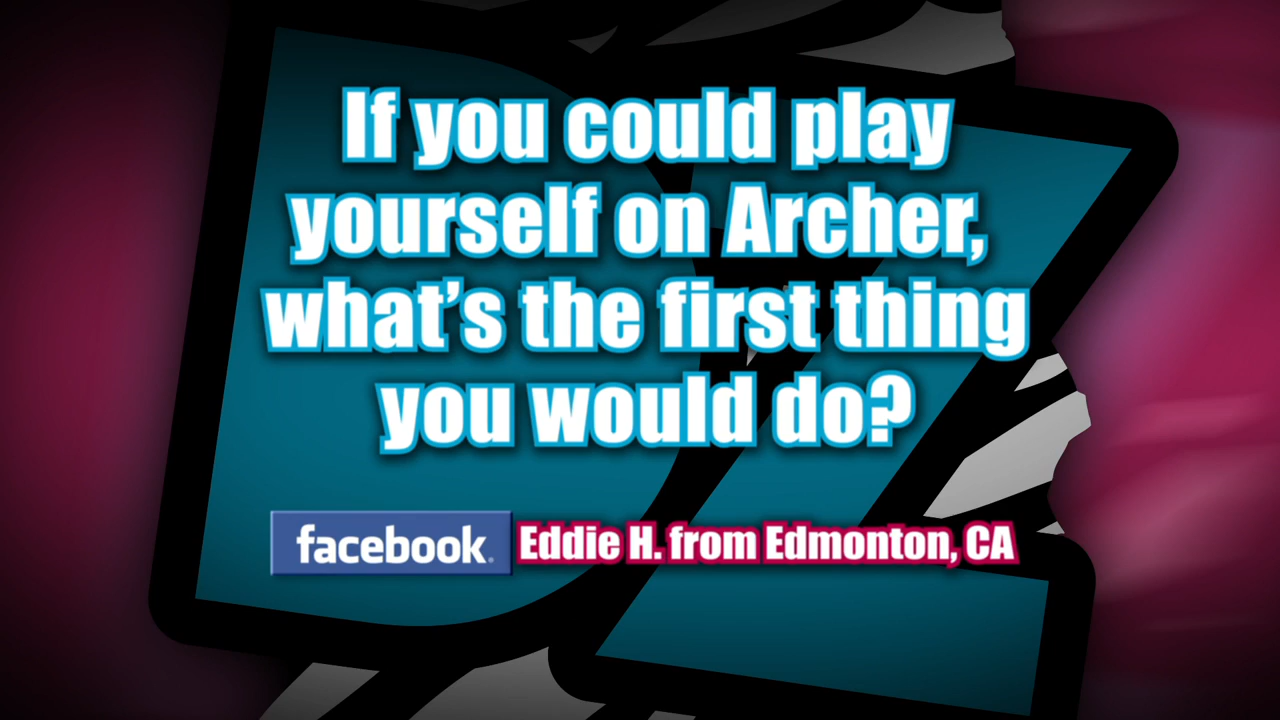 If you could play
yourself on Archer,
what's the first thing
you would do?
facebook. Eddie H. from Edmonton, CA